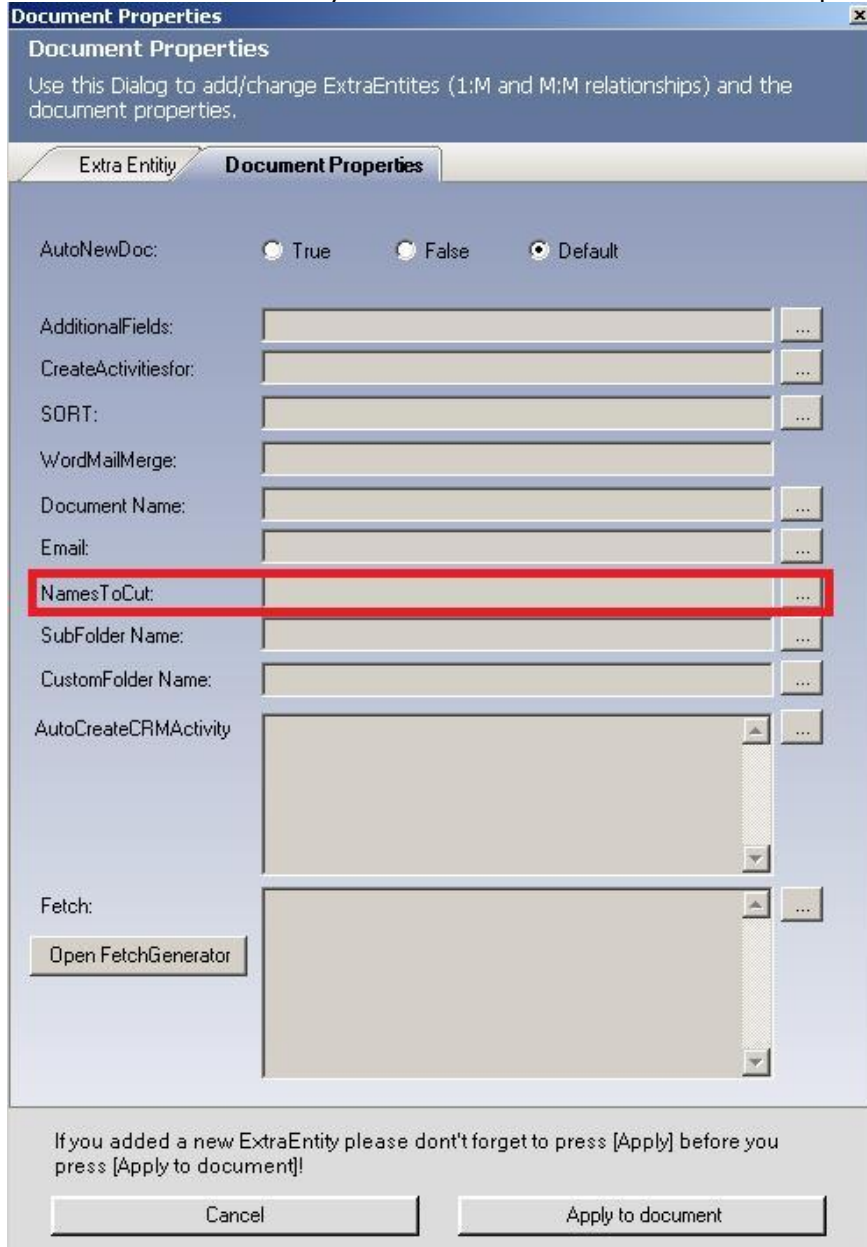 Document Properties
Document Properties
Use this Dialog to add/change ExtraEntites (1:M and M:M relationships) and the
document properties.
Extra Entitiy
Document Properties
AutoNewDoc:
True
False
Default
AdditionalFields:
...
CreateActivitiesfor:
...
SORT:
...
WordMailMerge:
Document Name:
...
Email:
...
NamesToCut:
...
SubFolder Name:
...
CustomFolder Name:
...
AutoCreateCRMActivity
...
Fetch:
...
Open FetchGenerator
If you added a new ExtraEntity please dont't forget to press [Apply] before you
press [Apply to document]!
Cancel
Apply to document